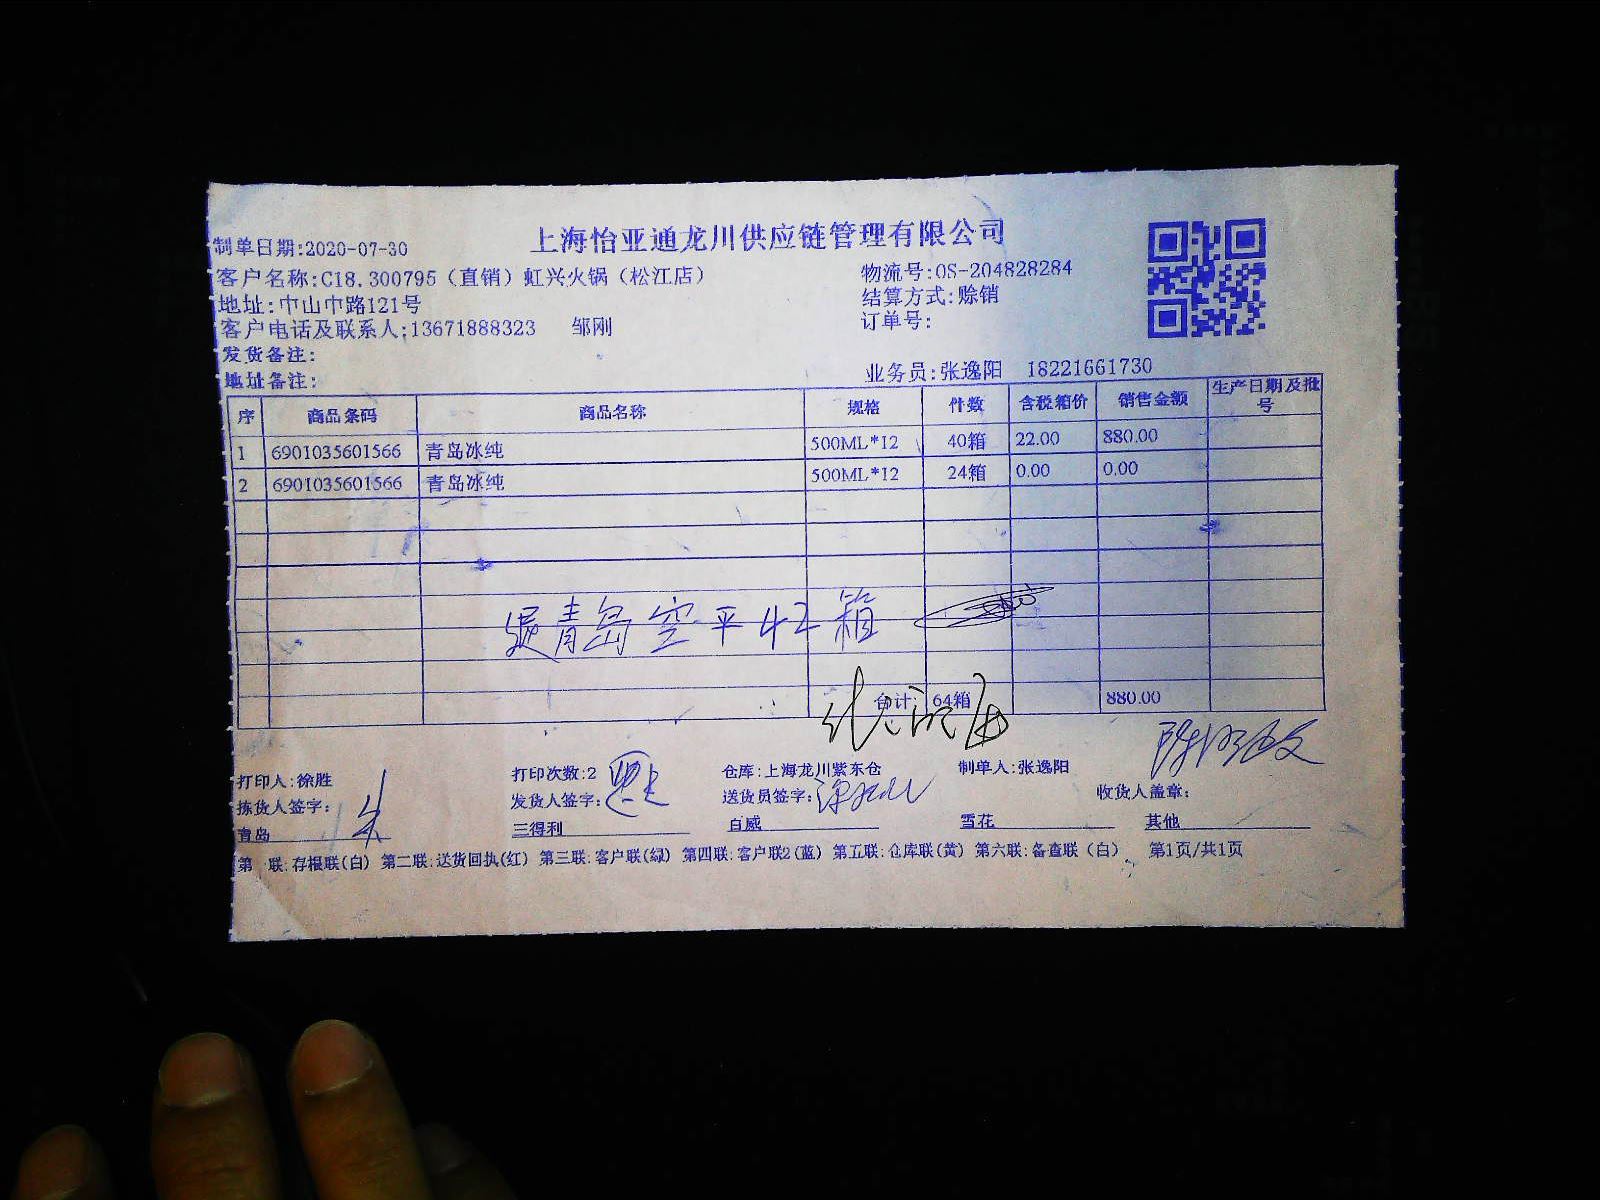 上海怡亚通龙川供应链管理有限公司
制单日期:2020-07-30
客户名称:C18.300795（直销）虹兴火锅（松江店） 物流号:OS-204828284
地址:中山中路121号 结算方式:赊销
客户电话及联系人:13671888323 邹刚 订单号:
发货备注:
地址备注: 业务员:张逸阳 18221661730
序 商品条码 商品名称 规格 件数 含税箱价 销售金额 生产日期及批号
1 6901035601566 青岛冰纯 500ML*12 40箱 22.00 880.00
2 6901035601566 青岛冰纯 500ML*12 24箱 0.00 0.00
退青岛空平42箱
合计: 64箱 880.00
打印人:徐胜 打印次数:2 仓库:上海龙川紫东仓 制单人:张逸阳
拣货人签字: 发货人签字: 送货员签字: 收货人盖章:
青岛 三得利 百威 雪花 其他
第一联:存根联(白) 第二联:送货回执(红) 第三联:客户联(绿) 第四联:客户联2(蓝) 第五联:仓库联(黄) 第六联:备查联（白） 第1页/共1页